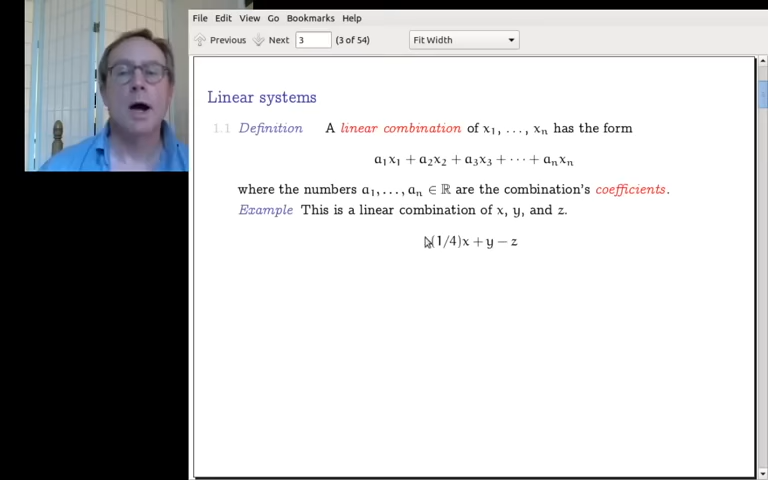 File Edit View Go Bookmarks Help
Previous Next 3 (3 of 54) Fit Width
Linear systems
1.1 Definition A linear combination of x₁, …, xₙ has the form
a₁x₁ + a₂x₂ + a₃x₃ + ⋯ + aₙxₙ
where the numbers a₁, …, aₙ ∈ ℝ are the combination's coefficients.
Example This is a linear combination of x, y, and z.
(1/4)x + y − z